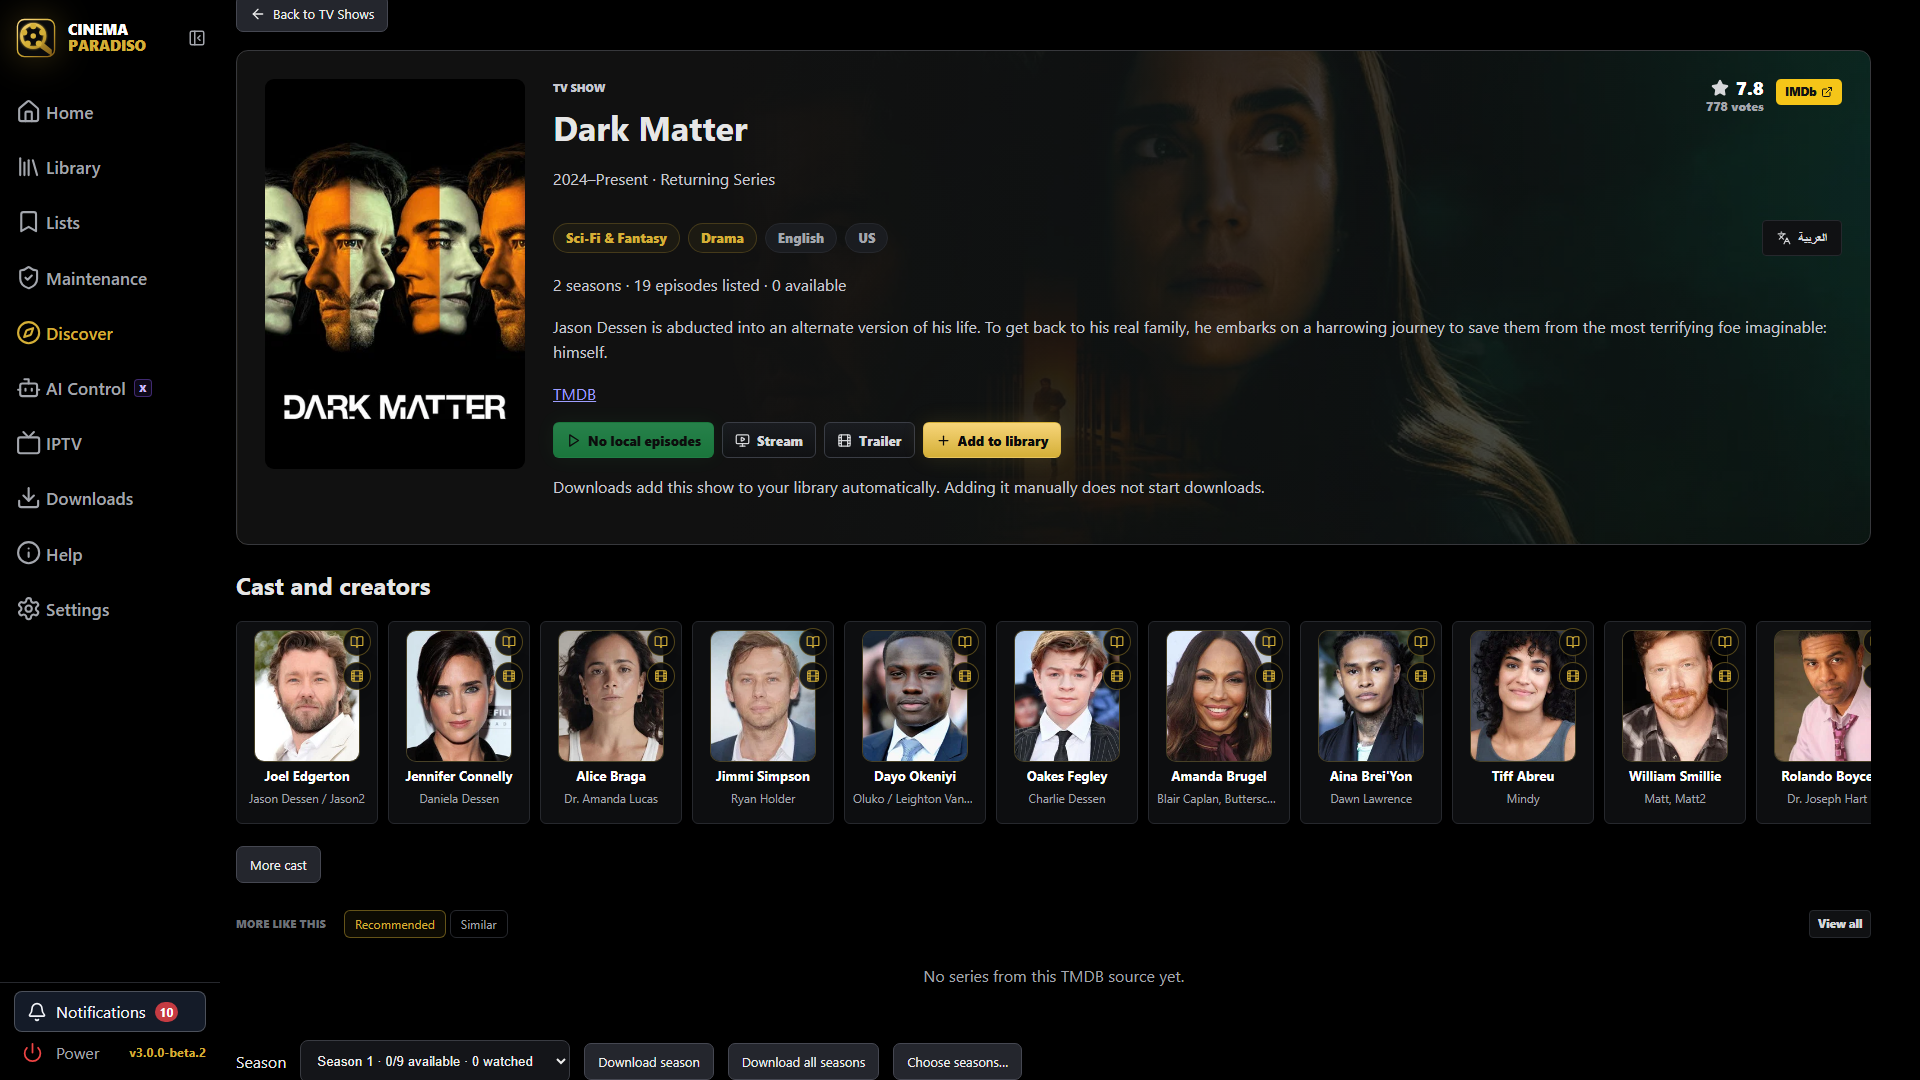 CINEMA
PARADISO
Home
Library
Lists
Maintenance
Discover
AI Control x
IPTV
Downloads
Help
Settings
Notifications 10
Power v3.0.0-beta.2
Back to TV Shows
DARK MATTER
TV SHOW
Dark Matter
2024–Present · Returning Series
7.8
778 votes
IMDb
Sci-Fi & Fantasy Drama English US
العربية
2 seasons · 19 episodes listed · 0 available
Jason Dessen is abducted into an alternate version of his life. To get back to his real family, he embarks on a harrowing journey to save them from the most terrifying foe imaginable:
himself.
TMDB
No local episodes Stream Trailer Add to library
Downloads add this show to your library automatically. Adding it manually does not start downloads.
Cast and creators
Joel Edgerton
Jason Dessen / Jason2
Jennifer Connelly
Daniela Dessen
Alice Braga
Dr. Amanda Lucas
Jimmi Simpson
Ryan Holder
Dayo Okeniyi
Oluko / Leighton Van...
Oakes Fegley
Charlie Dessen
Amanda Brugel
Blair Caplan, Buttersc...
Aina Brei'Yon
Dawn Lawrence
Tiff Abreu
Mindy
William Smillie
Matt, Matt2
Rolando Boyce
Dr. Joseph Hart
More cast
MORE LIKE THIS Recommended Similar View all
No series from this TMDB source yet.
Season Season 1 · 0/9 available · 0 watched Download season Download all seasons Choose seasons...